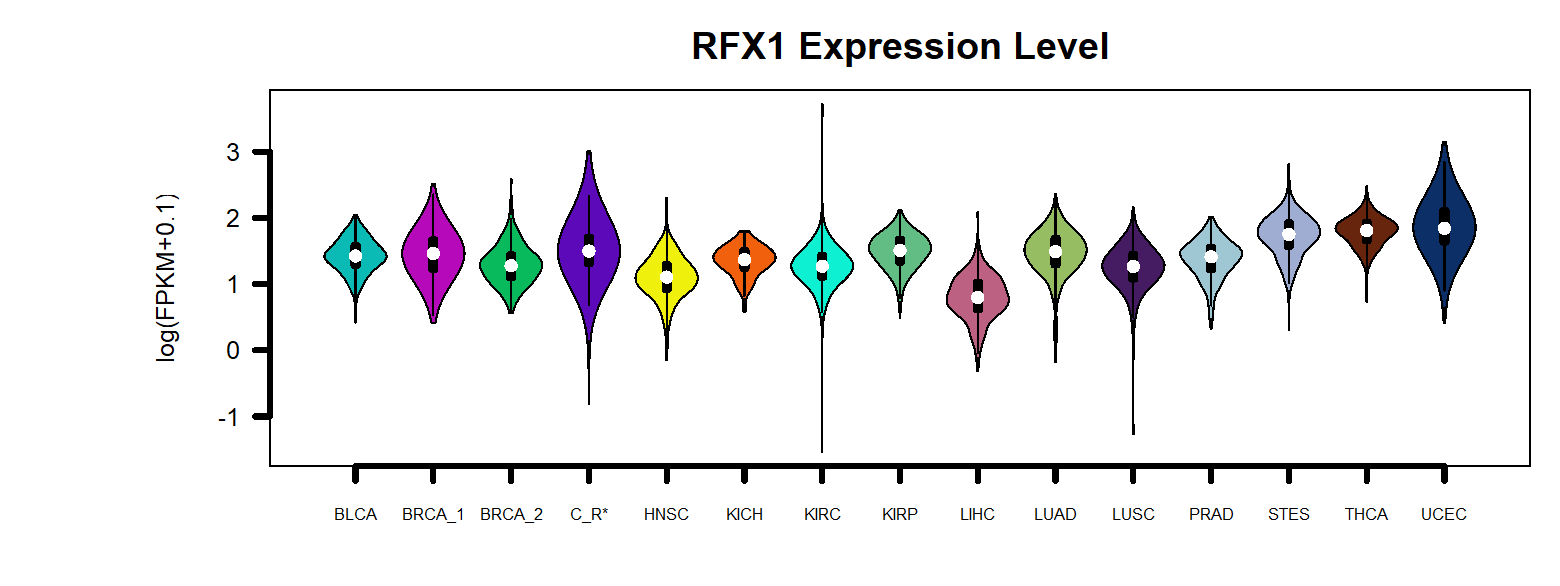 RFX1 Expression Level
log(FPKM+0.1)
3
2
1
0
-1
BLCA BRCA_1 BRCA_2 C_R* HNSC KICH KIRC KIRP LIHC LUAD LUSC PRAD STES THCA UCEC